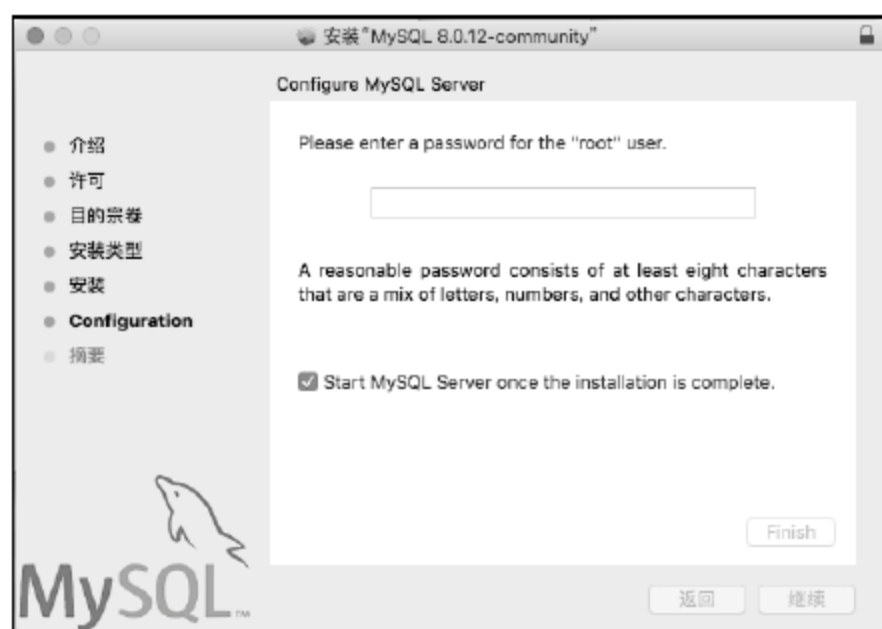 安装“MySQL 8.0.12-community”
Configure MySQL Server
介绍
许可
目的宗卷
安装类型
安装
Configuration
摘要
Please enter a password for the "root" user.
A reasonable password consists of at least eight characters
that are a mix of letters, numbers, and other characters.
Start MySQL Server once the installation is complete.
Finish
MySQL™
返回
继续